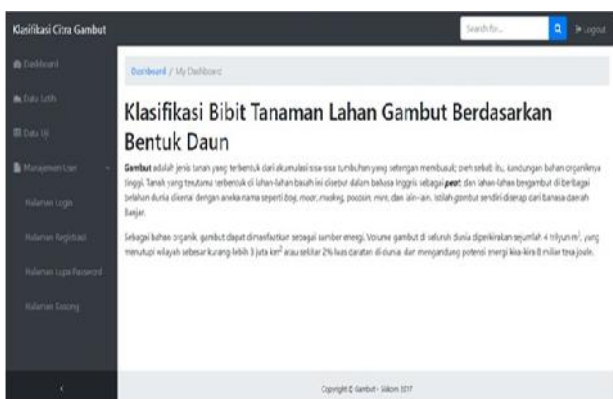 Klasifikasi Citra Gambut
Search for...
Logout
Dashboard
Data Latih
Data Uji
Manajemen User
Halaman Login
Halaman Registrasi
Halaman Lupa Password
Halaman Kosong
Dashboard / My Dashboard
Klasifikasi Bibit Tanaman Lahan Gambut Berdasarkan
Bentuk Daun
Gambut adalah jenis tanah yang terbentuk dari akumulasi sisa-sisa tumbuhan yang setengah membusuk; oleh sebab itu, kandungan bahan organiknya
tinggi. Tanah yang terutama terbentuk di lahan-lahan basah ini disebut dalam bahasa Inggris sebagai peat; dan lahan-lahan bergambut di berbagai
belahan dunia dikenal dengan aneka nama seperti bog, moor, muskeg, pocosin, mire, dan lain-lain. Istilah gambut sendiri diserap dari bahasa daerah
Banjar.
Sebagai bahan organik, gambut dapat dimanfaatkan sebagai sumber energi. Volume gambut di seluruh dunia diperkirakan sejumlah 4 trilyun m², yang
menutupi wilayah sebesar kurang-lebih 3 juta km² atau sekitar 2% luas daratan di dunia, dan mengandung potensi energi kira-kira 8 miliar tera joule.
Copyright © Gambut - Siskom 2017